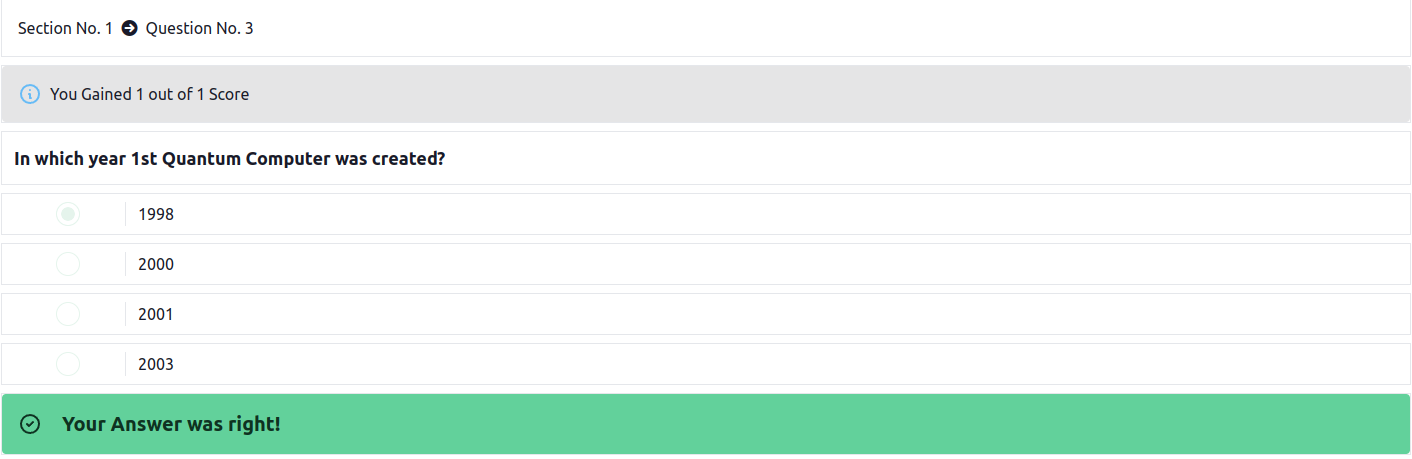 Section No. 1 Question No. 3
You Gained 1 out of 1 Score
In which year 1st Quantum Computer was created?
1998
2000
2001
2003
Your Answer was right!